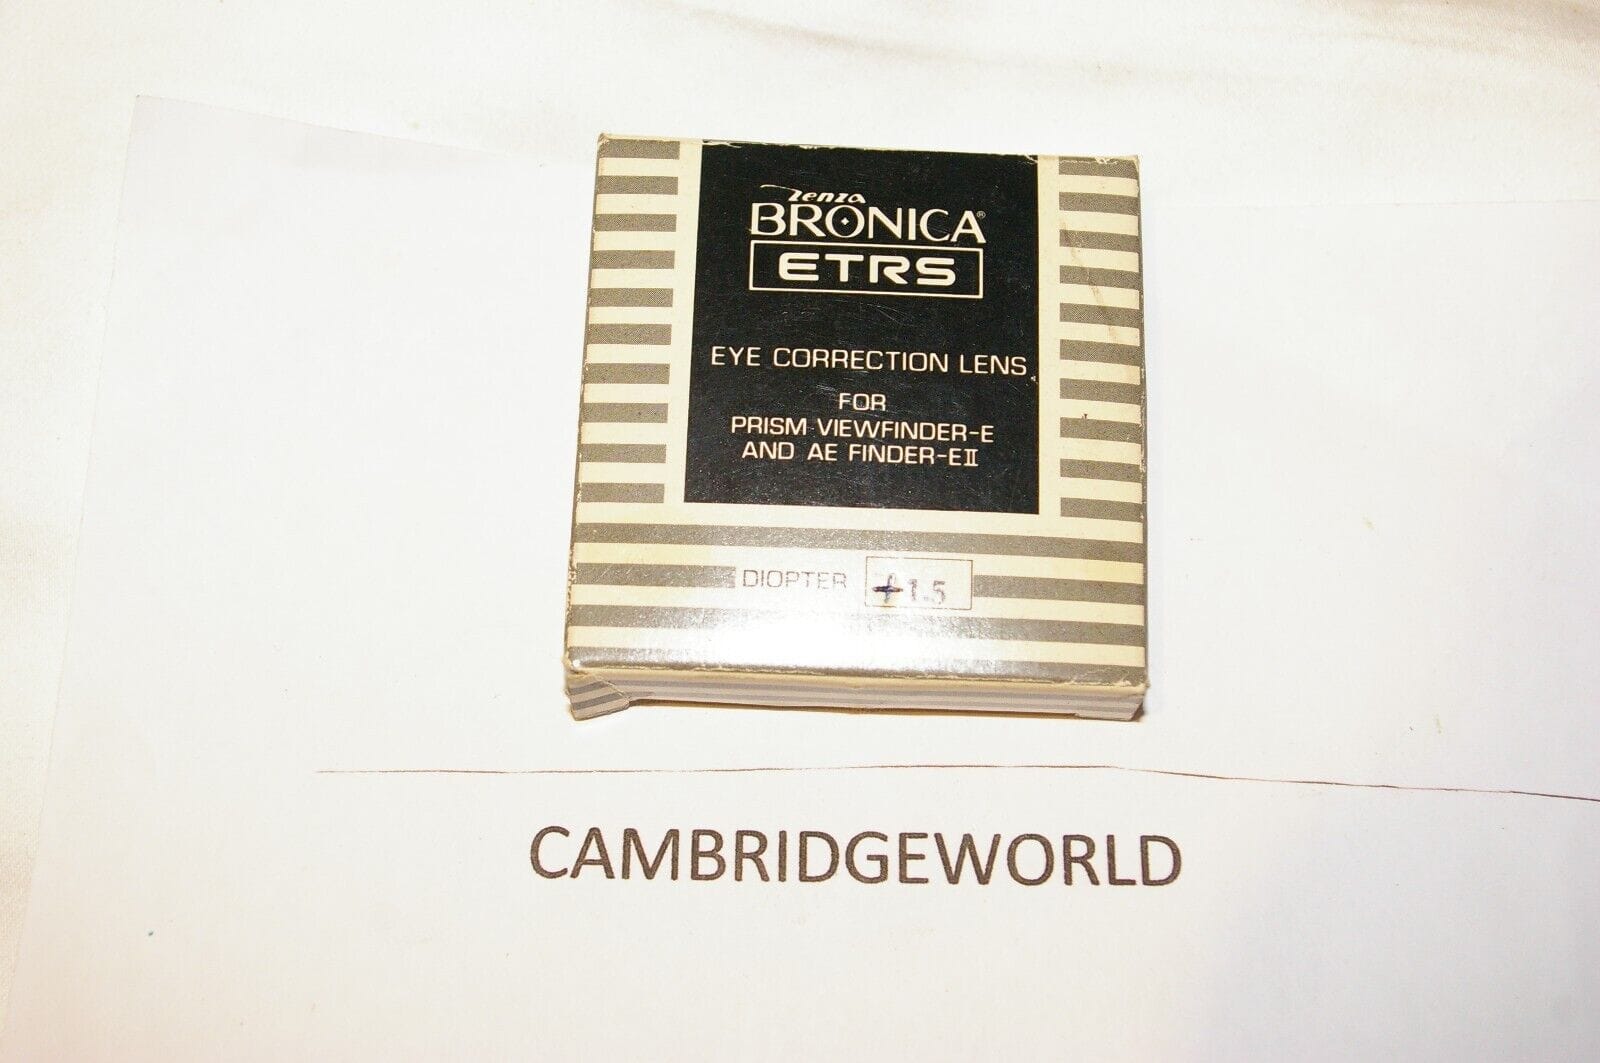 Zenza
BRONICA®
ETRS
EYE CORRECTION LENS
FOR
PRISM VIEWFINDER-E
AND AE FINDER-EII
DIOPTER +1.5
CAMBRIDGEWORLD